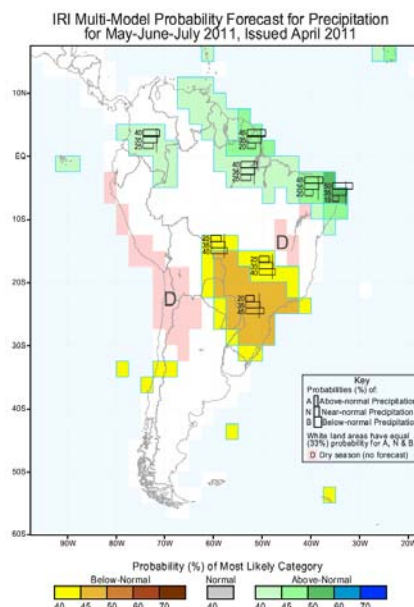 IRI Multi-Model Probability Forecast for Precipitation
for May-June-July 2011, Issued April 2011
10N
EQ
10S
D
D
20S
30S
40S
50S
60S
Key
Probabilities (%) of:
A Above-normal Precipitation
N Near-normal Precipitation
B Below-normal Precipitation
White land areas have equal
(33%) probability for A, N & B
D Dry season (no forecast)
90W 80W 70W 60W 50W 40W 30W 20W
Probability (%) of Most Likely Category
Below-Normal Normal Above-Normal
40 45 50 60 70 40 40 45 50 60 70